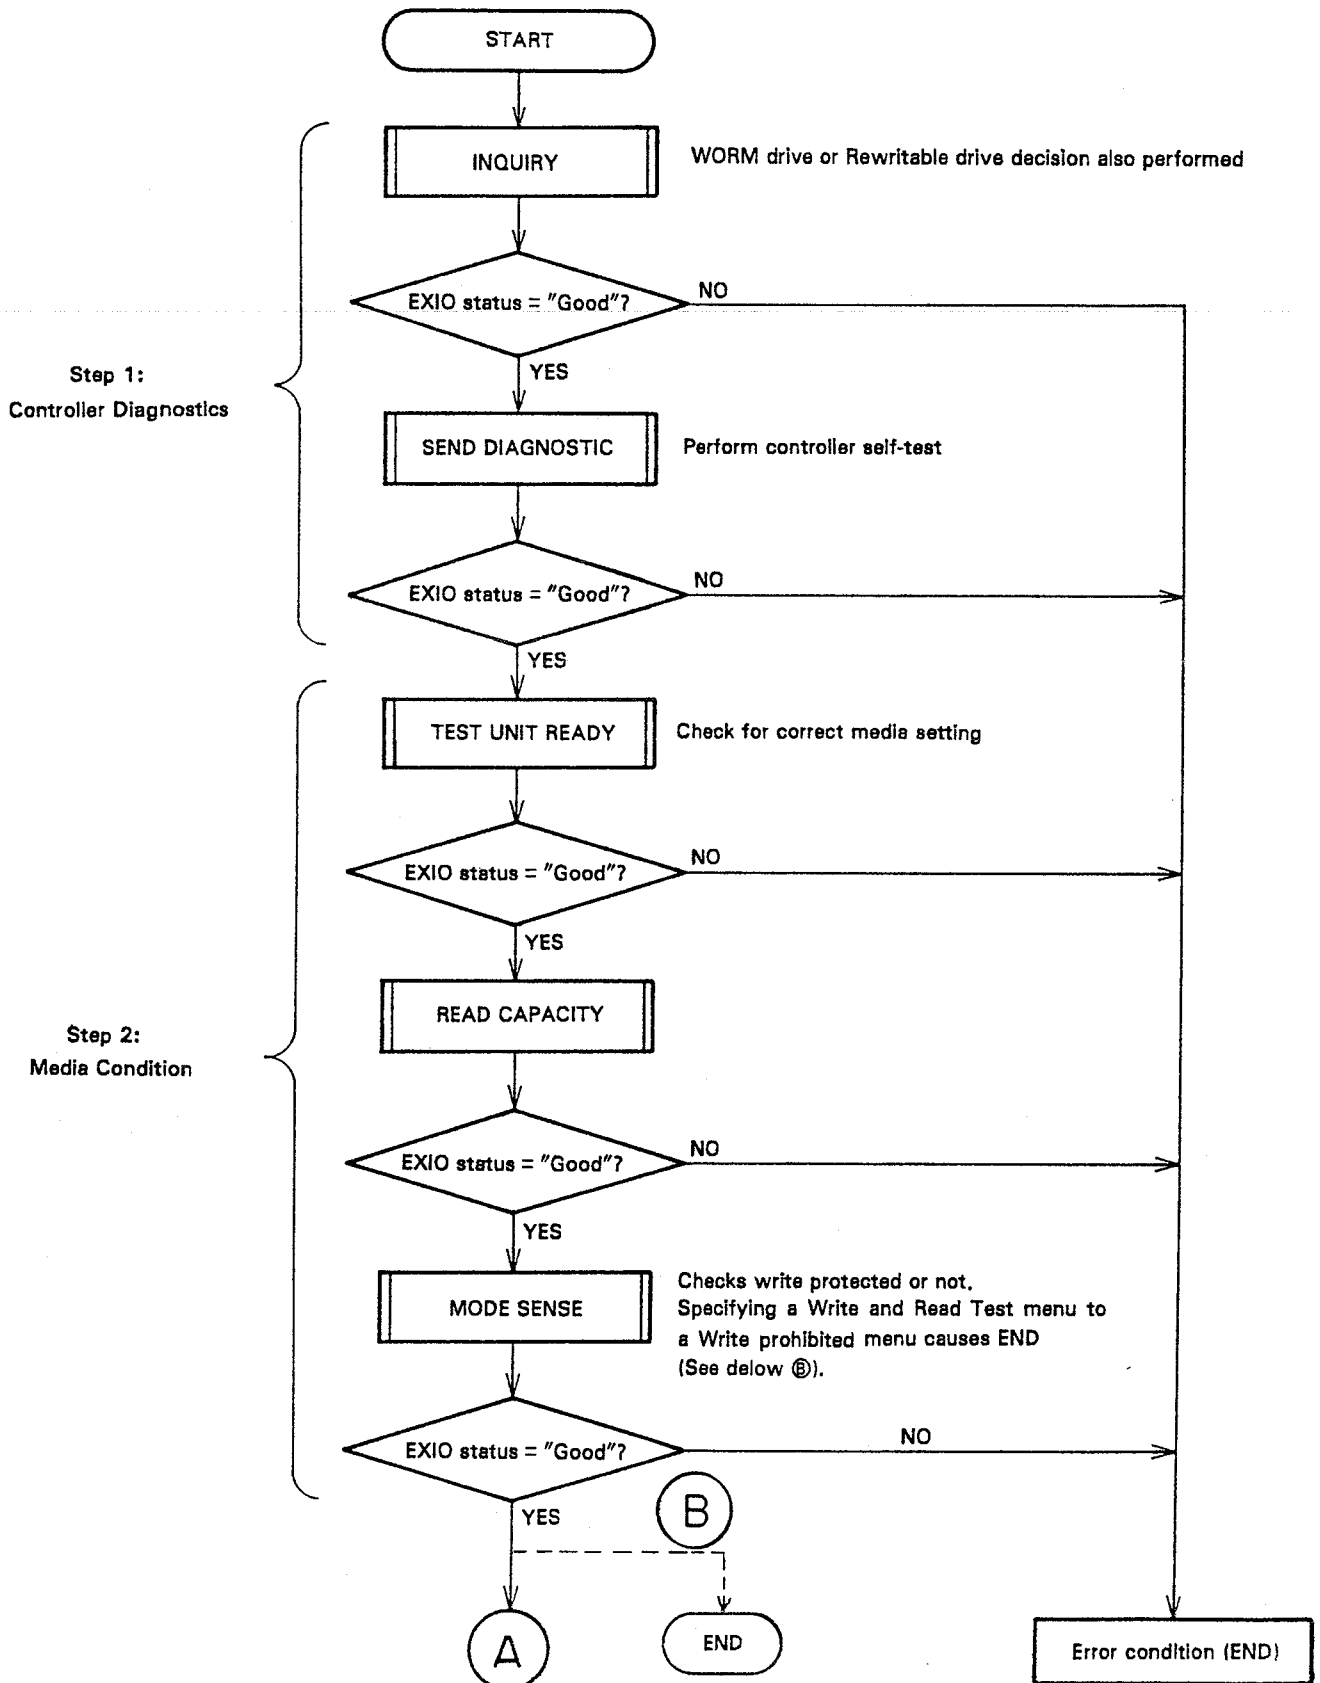 START
INQUIRY
WORM drive or Rewritable drive decision also performed
EXIO status = "Good"?
NO
YES
Step 1:
Controller Diagnostics
SEND DIAGNOSTIC
Perform controller self-test
EXIO status = "Good"?
NO
YES
TEST UNIT READY
Check for correct media setting
EXIO status = "Good"?
NO
YES
READ CAPACITY
Step 2:
Media Condition
EXIO status = "Good"?
NO
YES
MODE SENSE
Checks write protected or not.
Specifying a Write and Read Test menu to
a Write prohibited menu causes END
(See delow Ⓑ).
EXIO status = "Good"?
NO
YES
B
A
END
Error condition (END)